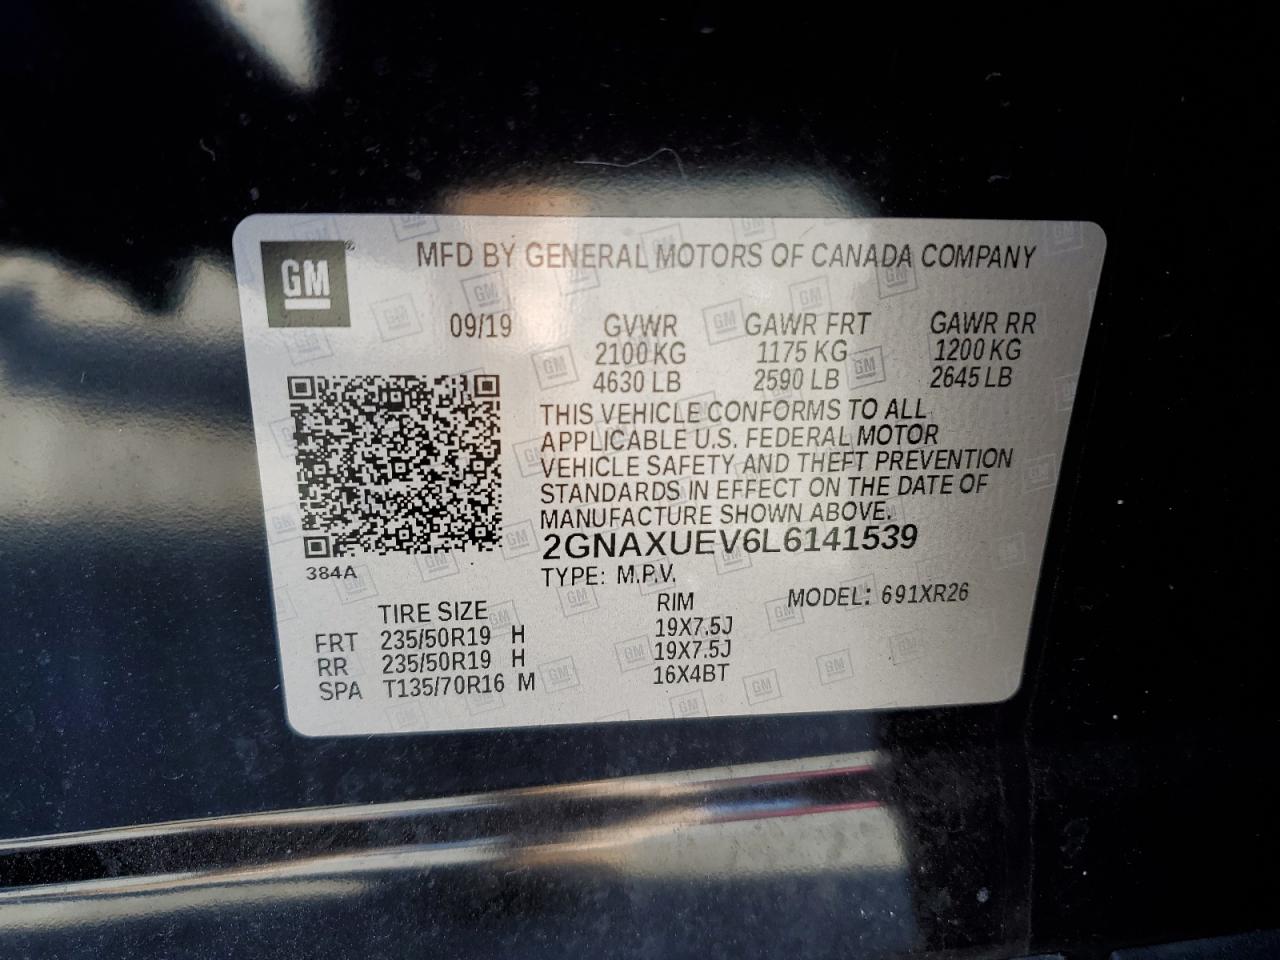 GM®
MFD BY GENERAL MOTORS OF CANADA COMPANY
09/19 GVWR GAWR FRT GAWR RR
2100 KG 1175 KG 1200 KG
4630 LB 2590 LB 2645 LB
THIS VEHICLE CONFORMS TO ALL
APPLICABLE U.S. FEDERAL MOTOR
VEHICLE SAFETY AND THEFT PREVENTION
STANDARDS IN EFFECT ON THE DATE OF
MANUFACTURE SHOWN ABOVE.
2GNAXUEV6L6141539
384A
TYPE: M.P.V.
MODEL: 691XR26
TIRE SIZE RIM
FRT 235/50R19 H 19X7.5J
RR 235/50R19 H 19X7.5J
SPA T135/70R16 M 16X4BT